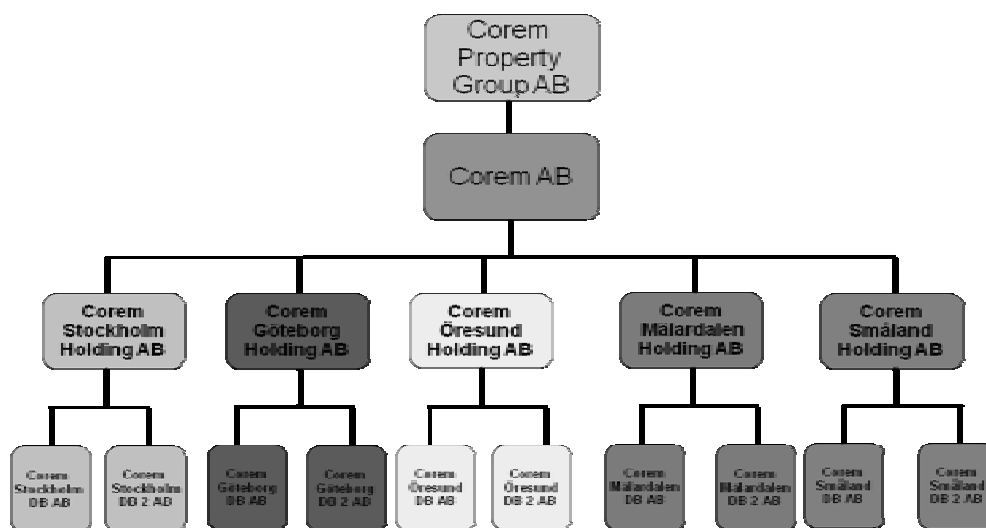 Corem
Property
Group AB
Corem AB
Corem
Stockholm
Holding AB
Corem
Göteborg
Holding AB
Corem
Öresund
Holding AB
Corem
Mälardalen
Holding AB
Corem
Småland
Holding AB
Corem
Stockholm
DB AB
Corem
Stockholm
DB 2 AB
Corem
Göteborg
DB AB
Corem
Göteborg
DB 2 AB
Corem
Öresund
DB AB
Corem
Öresund
DB 2 AB
Corem
Mälardalen
DB AB
Corem
Mälardalen
DB 2 AB
Corem
Småland
DB AB
Corem
Småland
DB 2 AB